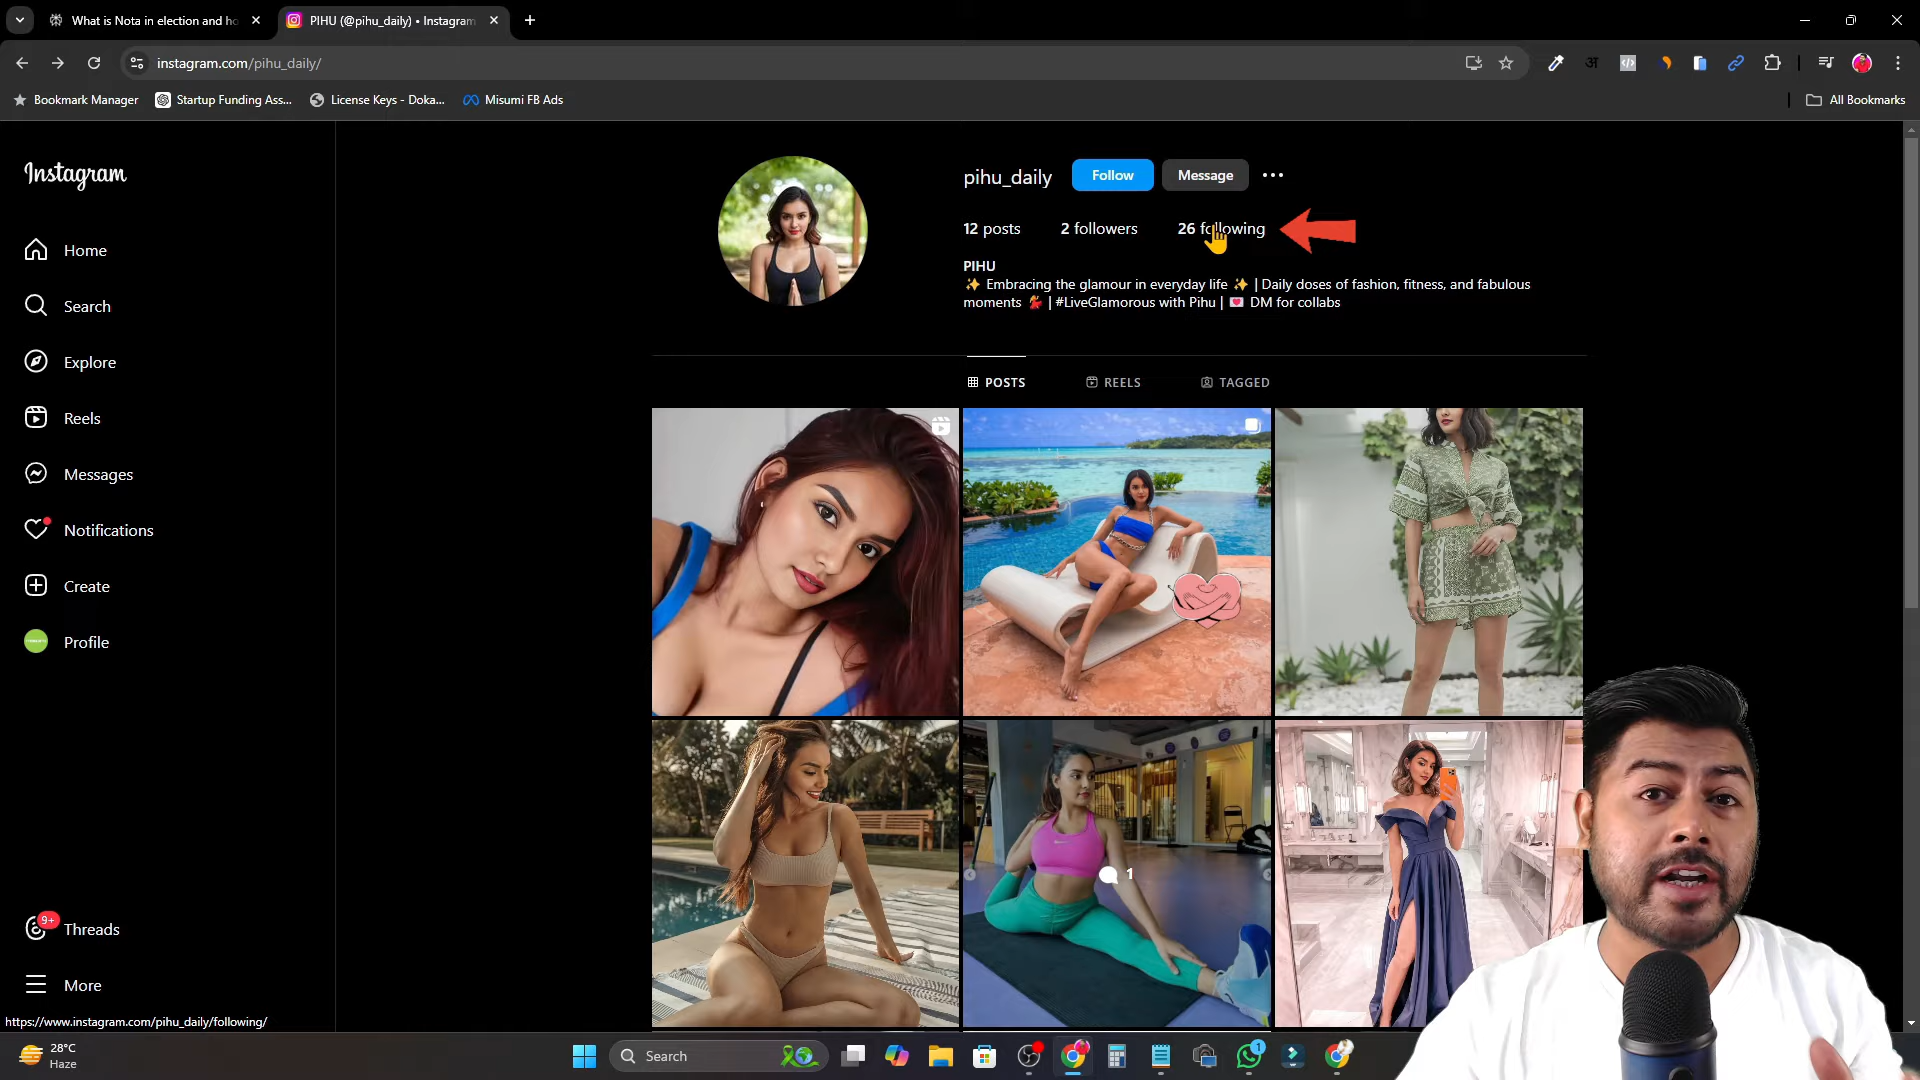 What is Nota in election and ho
PIHU (@pihu_daily) • Instagram
instagram.com/pihu_daily/
अ
Bookmark Manager
Startup Funding Ass...
License Keys - Doka...
Misumi FB Ads
All Bookmarks
Instagram
Home
Search
Explore
Reels
Messages
Notifications
Create
Profile
9+
Threads
More
pihu_daily
Follow
Message
12 posts
2 followers
26 following
PIHU
✨ Embracing the glamour in everyday life ✨ | Daily doses of fashion, fitness, and fabulous
moments 💃 | #LiveGlamorous with Pihu | 💌 DM for collabs
POSTS
REELS
TAGGED
1
https://www.instagram.com/pihu_daily/following/
28°C
Haze
Search
1